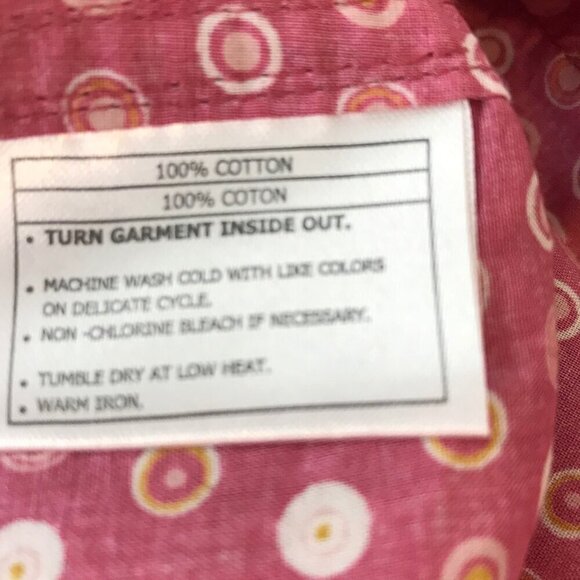 100% COTTON
100% COTON
• TURN GARMENT INSIDE OUT.
• MACHINE WASH COLD WITH LIKE COLORS
ON DELICATE CYCLE.
• NON -CHLORINE BLEACH IF NECESSARY.
• TUMBLE DRY AT LOW HEAT.
• WARM IRON.